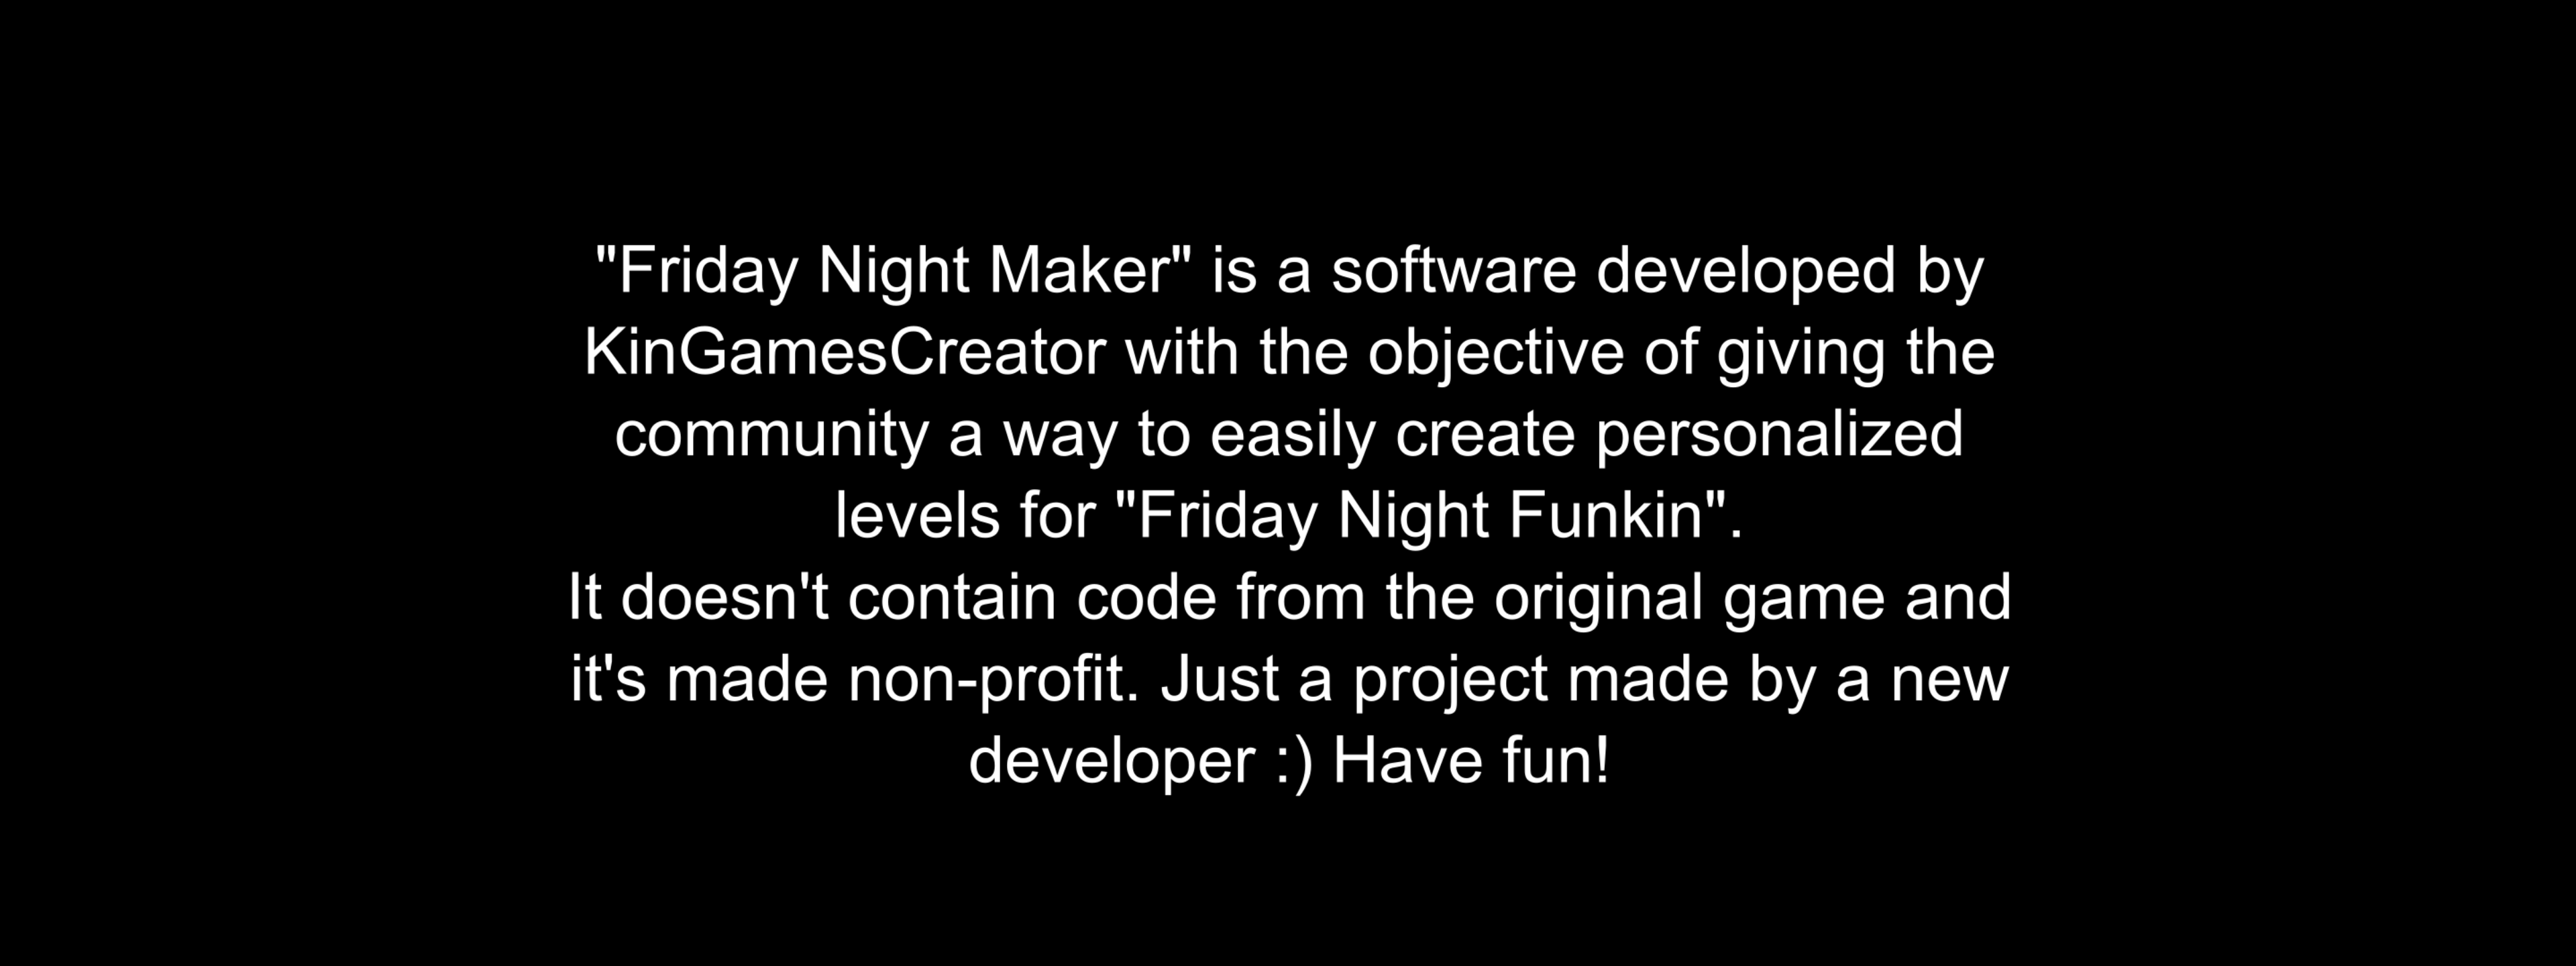 "Friday Night Maker" is a software developed by
KinGamesCreator with the objective of giving the
community a way to easily create personalized
levels for "Friday Night Funkin".
It doesn't contain code from the original game and
it's made non-profit. Just a project made by a new
developer :) Have fun!